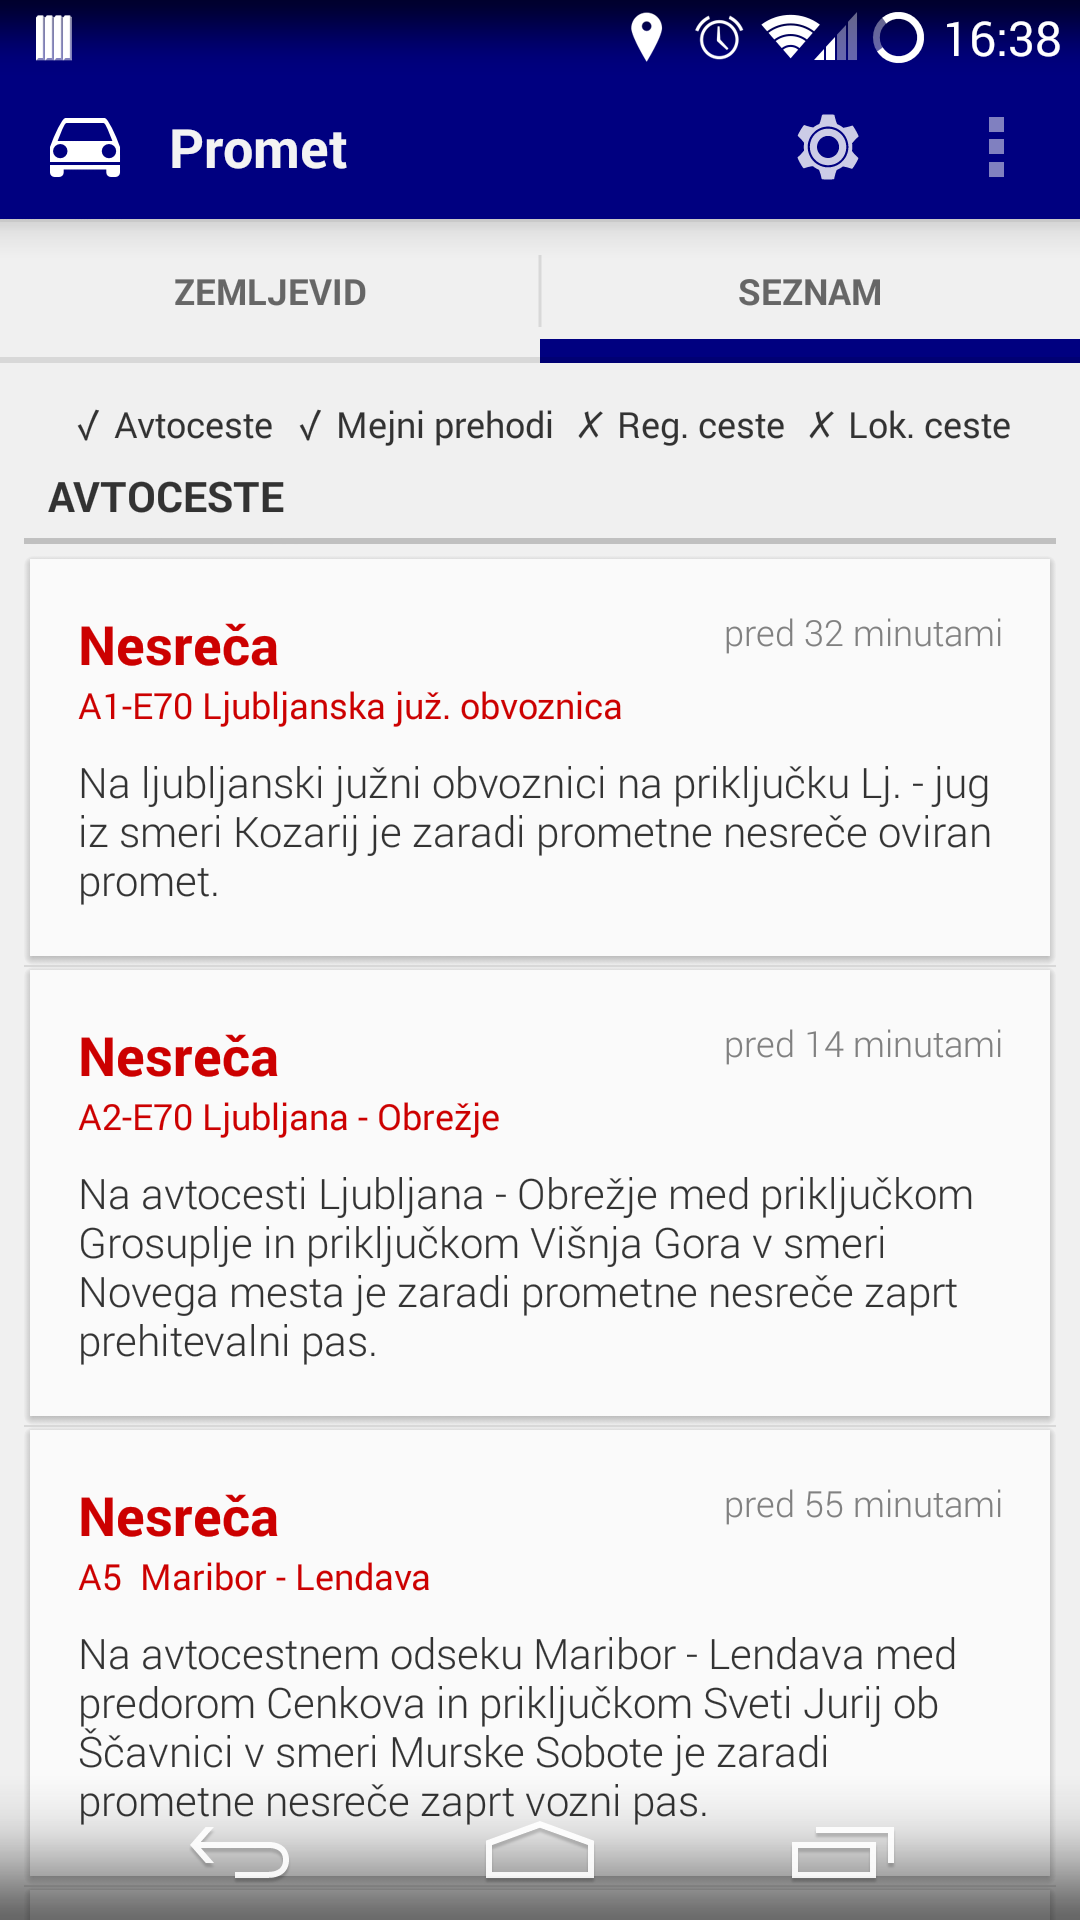 16:38
Promet
ZEMLJEVID SEZNAM
✓ Avtoceste ✓ Mejni prehodi ✗ Reg. ceste ✗ Lok. ceste
AVTOCESTE
Nesreča pred 32 minutami
A1-E70 Ljubljanska juž. obvoznica
Na ljubljanski južni obvoznici na priključku Lj. - jug
iz smeri Kozarij je zaradi prometne nesreče oviran
promet.
Nesreča pred 14 minutami
A2-E70 Ljubljana - Obrežje
Na avtocesti Ljubljana - Obrežje med priključkom
Grosuplje in priključkom Višnja Gora v smeri
Novega mesta je zaradi prometne nesreče zaprt
prehitevalni pas.
Nesreča pred 55 minutami
A5 Maribor - Lendava
Na avtocestnem odseku Maribor - Lendava med
predorom Cenkova in priključkom Sveti Jurij ob
Ščavnici v smeri Murske Sobote je zaradi
prometne nesreče zaprt vozni pas.